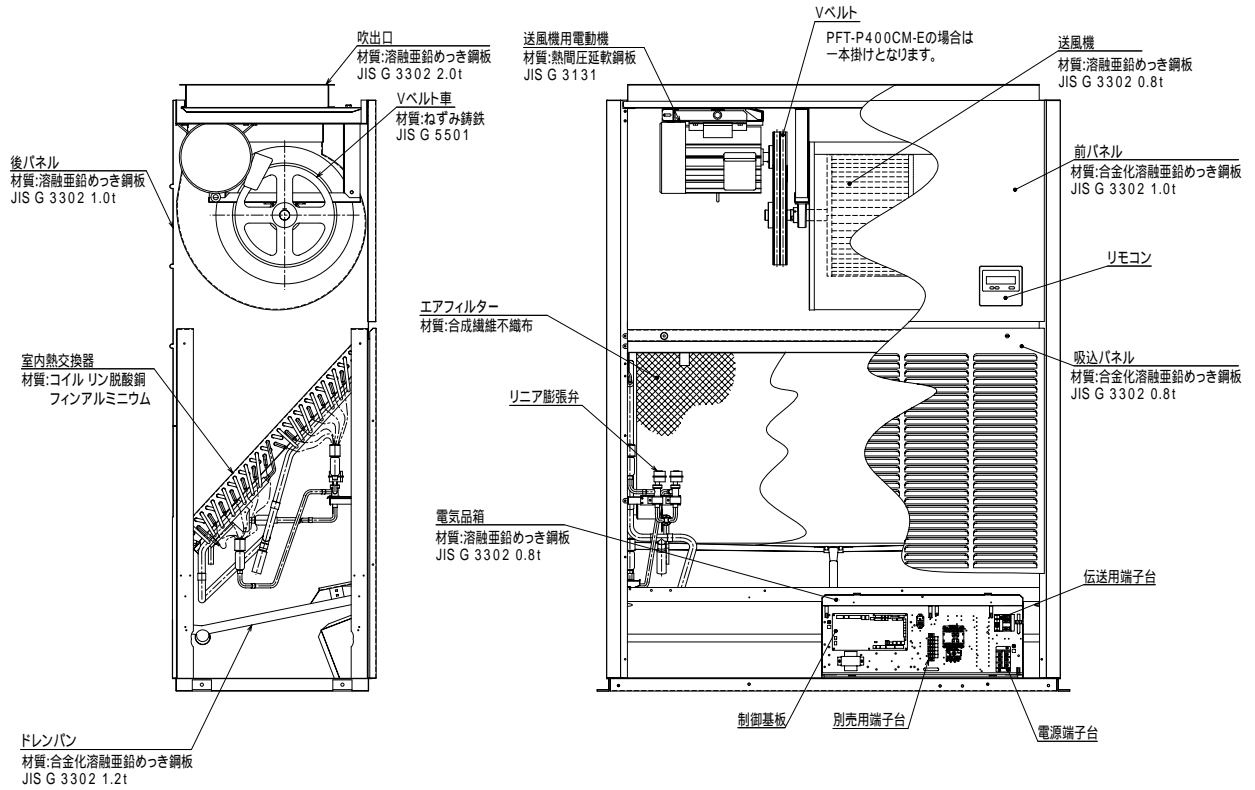 吹出口
材質:溶融亜鉛めっき鋼板
JIS G 3302 2.0t
Vベルト車
材質:ねずみ鋳鉄
JIS G 5501
後パネル
材質:溶融亜鉛めっき鋼板
JIS G 3302 1.0t
室内熱交換器
材質:コイル リン脱酸銅
フィンアルミニウム
ドレンパン
材質:合金化溶融亜鉛めっき鋼板
JIS G 3302 1.2t
送風機用電動機
材質:熱間圧延軟鋼板
JIS G 3131
Vベルト
PFT-P400CM-Eの場合は
一本掛けとなります。
送風機
材質:溶融亜鉛めっき鋼板
JIS G 3302 0.8t
前パネル
材質:合金化溶融亜鉛めっき鋼板
JIS G 3302 1.0t
リモコン
エアフィルター
材質:合成繊維不織布
吸込パネル
材質:合金化溶融亜鉛めっき鋼板
JIS G 3302 0.8t
リニア膨張弁
電気品箱
材質:溶融亜鉛めっき鋼板
JIS G 3302 0.8t
伝送用端子台
制御基板
別売用端子台
電源端子台